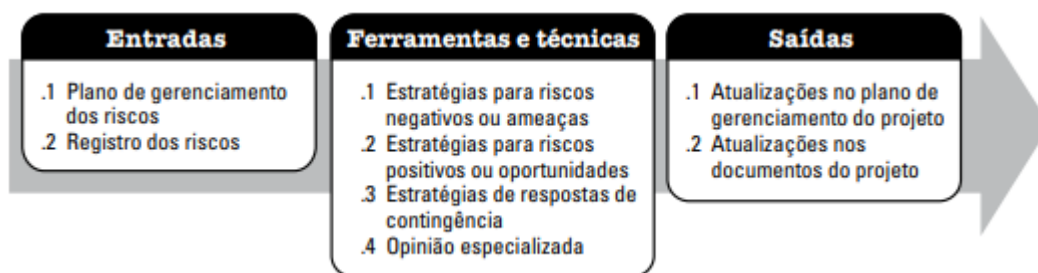 Entradas
.1 Plano de gerenciamento
dos riscos
.2 Registro dos riscos
Ferramentas e técnicas
.1 Estratégias para riscos
negativos ou ameaças
.2 Estratégias para riscos
positivos ou oportunidades
.3 Estratégias de respostas de
contingência
.4 Opinião especializada
Saídas
.1 Atualizações no plano de
gerenciamento do projeto
.2 Atualizações nos
documentos do projeto